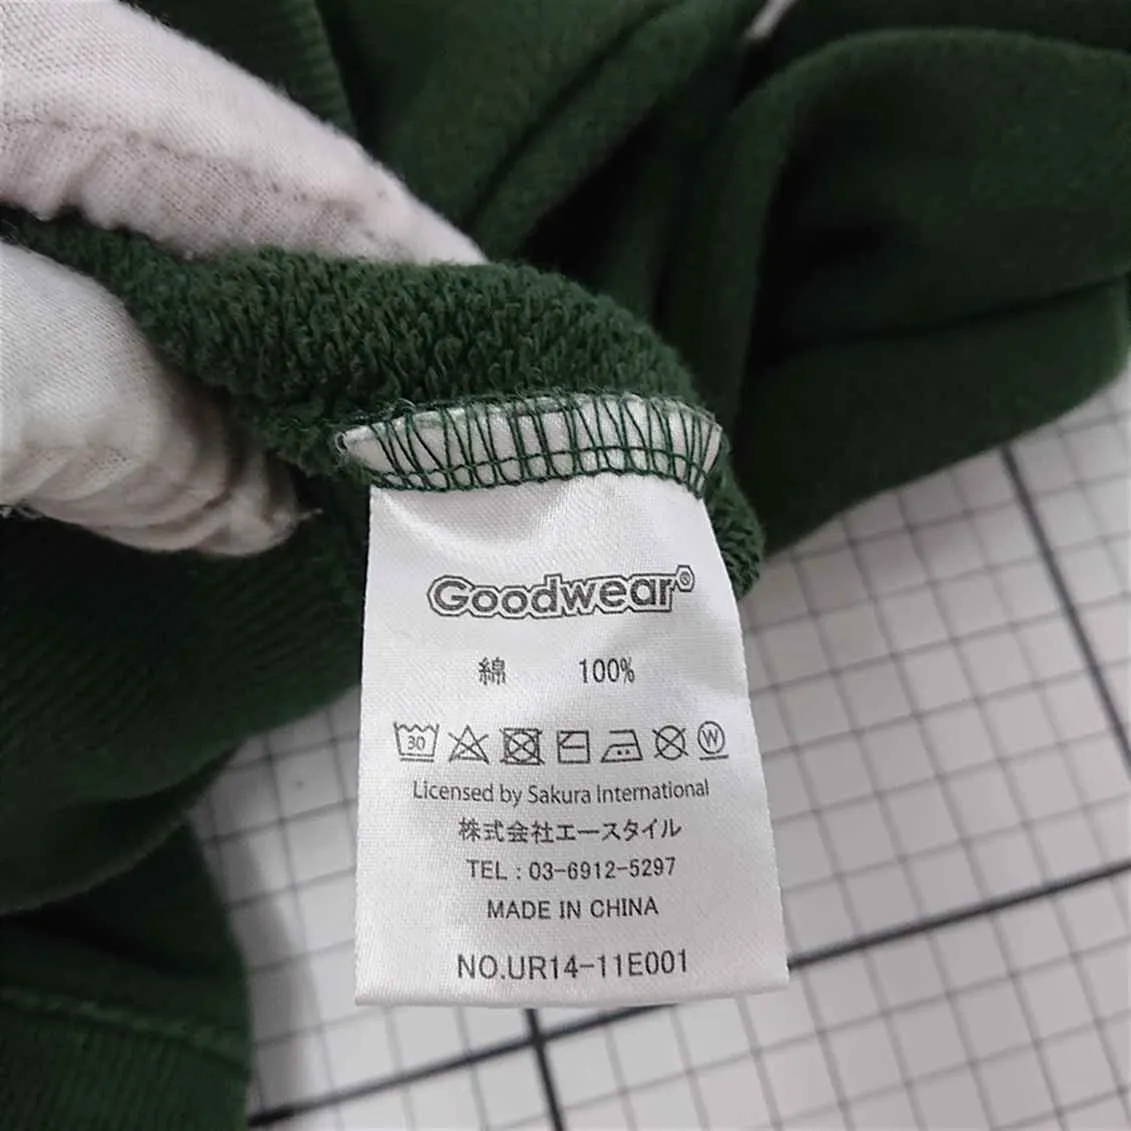 Goodwear®
綿 100%
30 W
Licensed by Sakura International
株式会社エースタイル
TEL : 03-6912-5297
MADE IN CHINA
NO.UR14-11E001